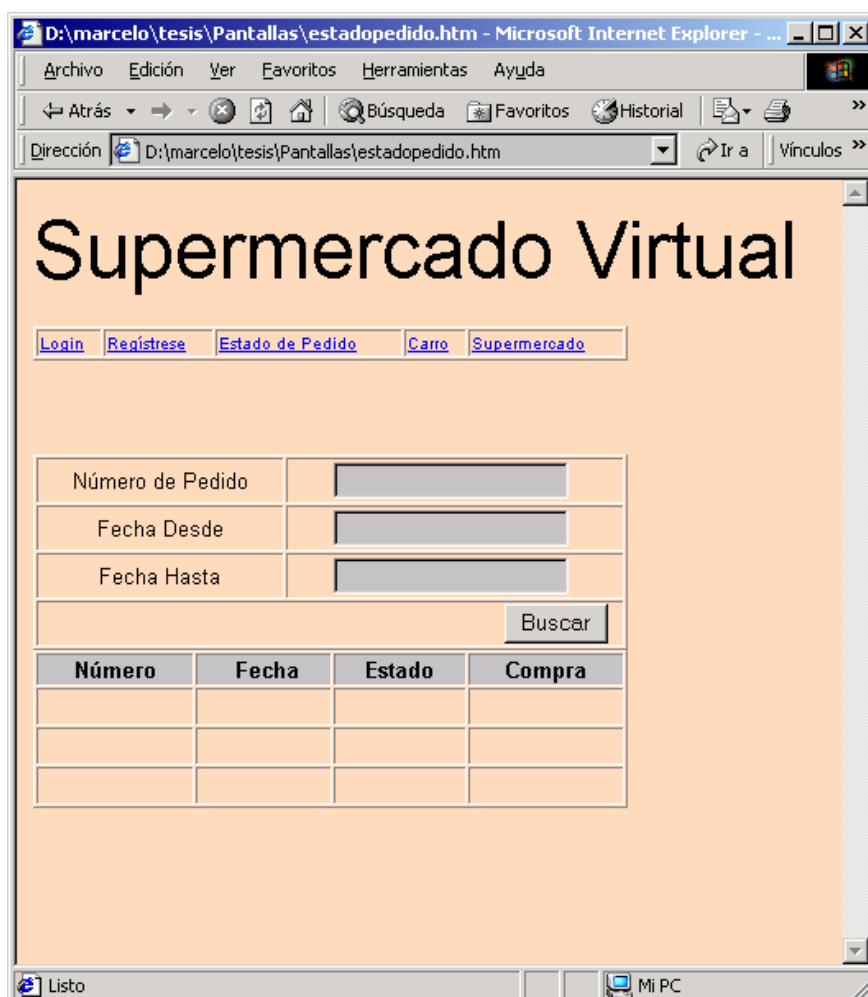 D:\marcelo\tesis\Pantallas\estadopedido.htm - Microsoft Internet Explorer - ...
Archivo Edición Ver Favoritos Herramientas Ayuda
Atrás Búsqueda Favoritos Historial »
Dirección D:\marcelo\tesis\Pantallas\estadopedido.htm Ir a Vínculos »
Supermercado Virtual
Login Regístrese Estado de Pedido Carro Supermercado
Número de Pedido
Fecha Desde
Fecha Hasta
Buscar
Número Fecha Estado Compra
Listo Mi PC